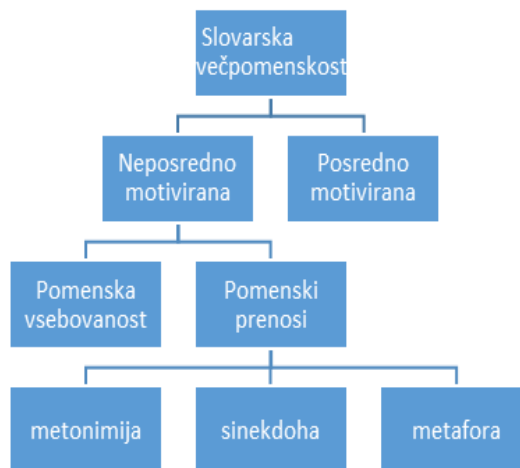 Slovarska
večpomenskost
Neposredno
motivirana
Posredno
motivirana
Pomenska
vsebovanost
Pomenski
prenosi
metonimija
sinekdoha
metafora